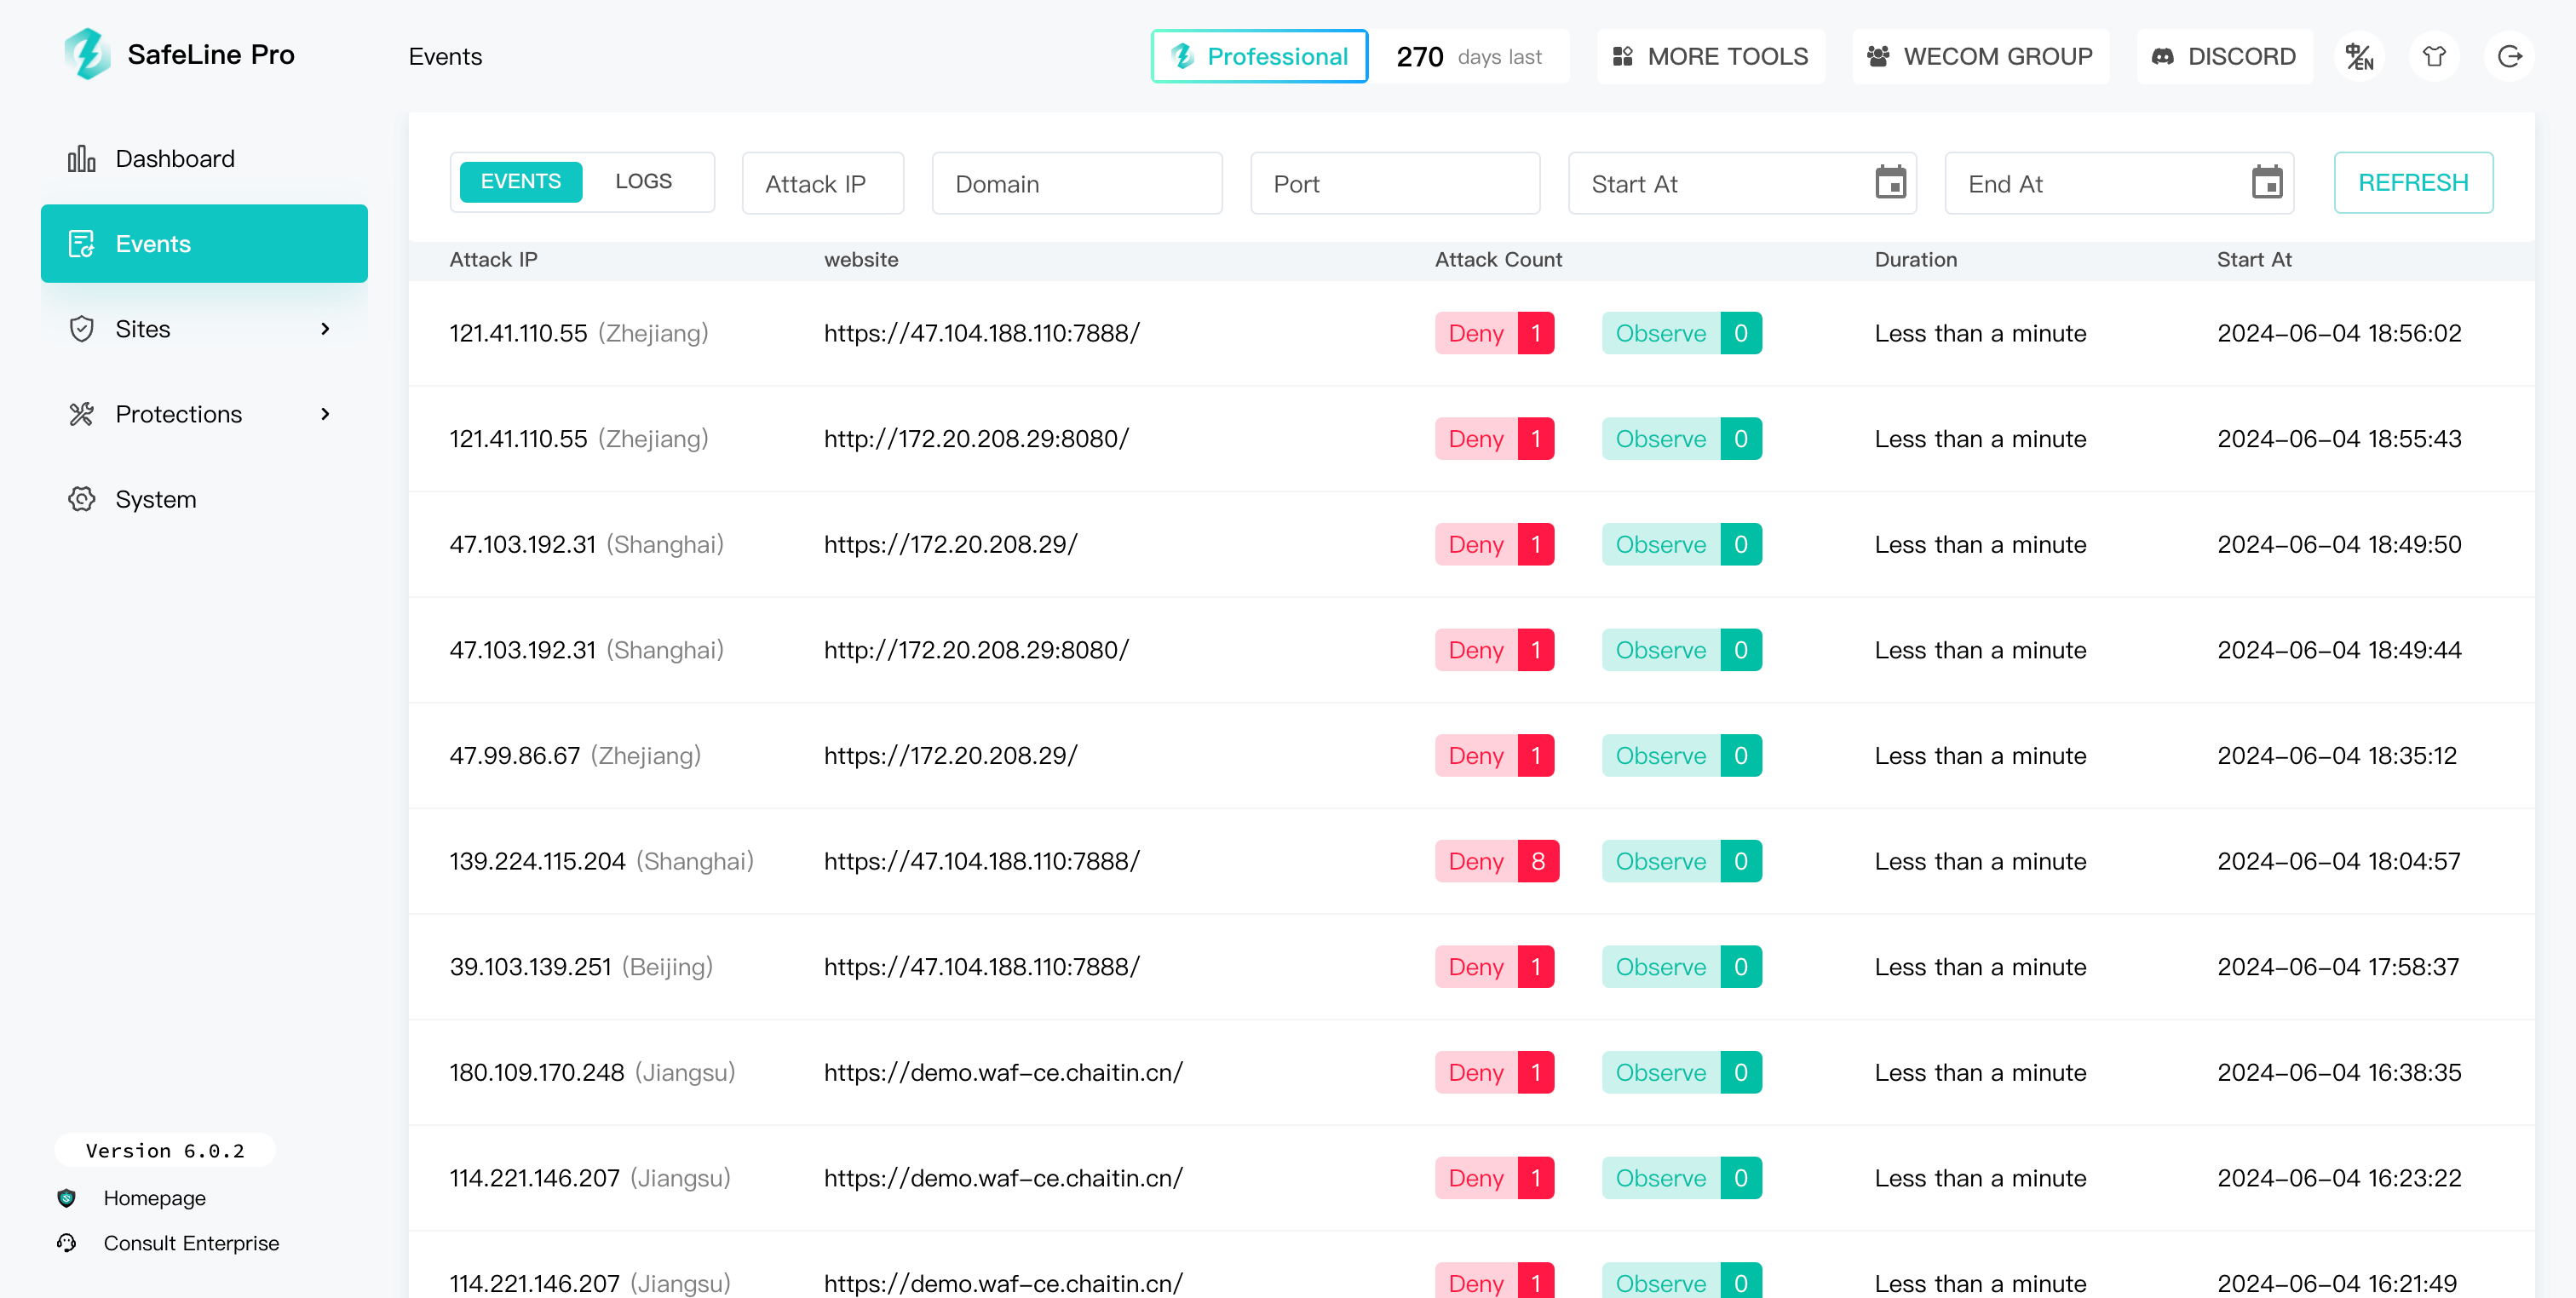 SafeLine Pro
Events
Professional
270 days last
MORE TOOLS
WECOM GROUP
DISCORD
中/EN
Dashboard
Events
Sites
Protections
System
EVENTS LOGS Attack IP Domain Port Start At End At REFRESH
Attack IP website Attack Count Duration Start At
121.41.110.55 (Zhejiang) https://47.104.188.110:7888/ Deny 1 Observe 0 Less than a minute 2024-06-04 18:56:02
121.41.110.55 (Zhejiang) http://172.20.208.29:8080/ Deny 1 Observe 0 Less than a minute 2024-06-04 18:55:43
47.103.192.31 (Shanghai) https://172.20.208.29/ Deny 1 Observe 0 Less than a minute 2024-06-04 18:49:50
47.103.192.31 (Shanghai) http://172.20.208.29:8080/ Deny 1 Observe 0 Less than a minute 2024-06-04 18:49:44
47.99.86.67 (Zhejiang) https://172.20.208.29/ Deny 1 Observe 0 Less than a minute 2024-06-04 18:35:12
139.224.115.204 (Shanghai) https://47.104.188.110:7888/ Deny 8 Observe 0 Less than a minute 2024-06-04 18:04:57
39.103.139.251 (Beijing) https://47.104.188.110:7888/ Deny 1 Observe 0 Less than a minute 2024-06-04 17:58:37
180.109.170.248 (Jiangsu) https://demo.waf-ce.chaitin.cn/ Deny 1 Observe 0 Less than a minute 2024-06-04 16:38:35
114.221.146.207 (Jiangsu) https://demo.waf-ce.chaitin.cn/ Deny 1 Observe 0 Less than a minute 2024-06-04 16:23:22
114.221.146.207 (Jiangsu) https://demo.waf-ce.chaitin.cn/ Deny 1 Observe 0 Less than a minute 2024-06-04 16:21:49
Version 6.0.2
Homepage
Consult Enterprise